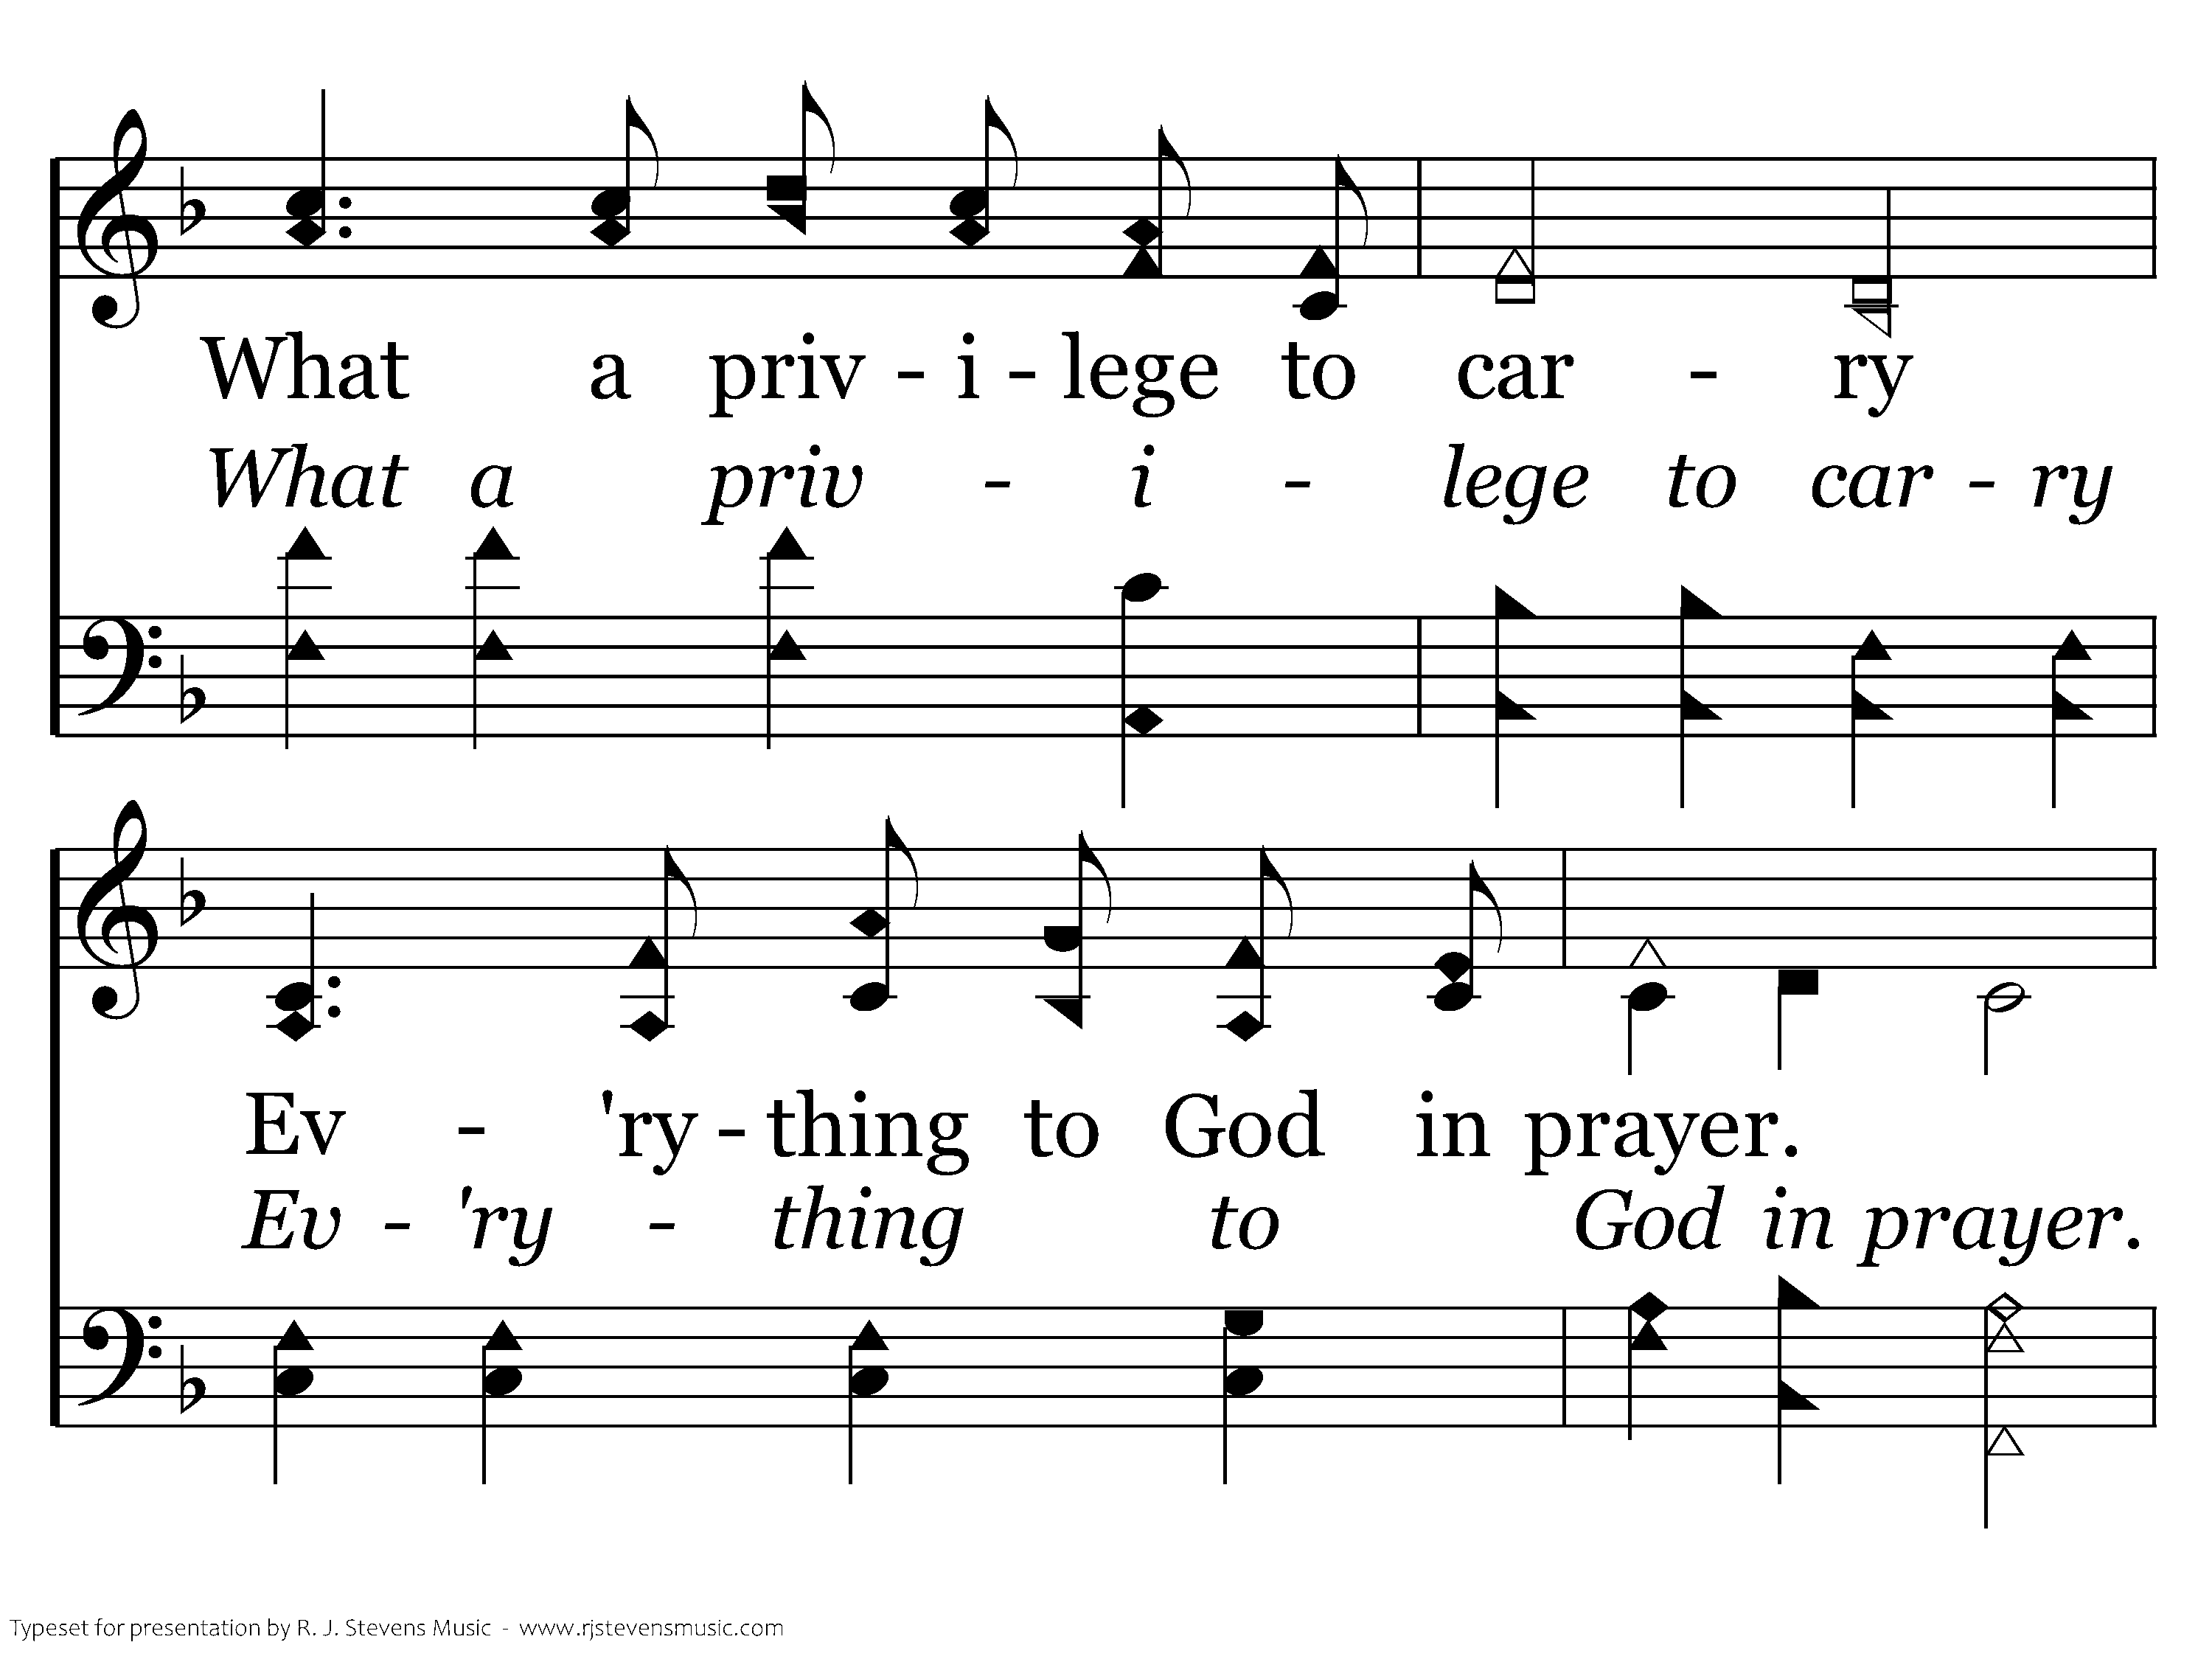 What a priv - i - lege to car - ry
What a priv - i - lege to car - ry
Ev - 'ry - thing to God in prayer.
Ev - 'ry - thing to God in prayer.
Typeset for presentation by R. J. Stevens Music - www.rjstevensmusic.com